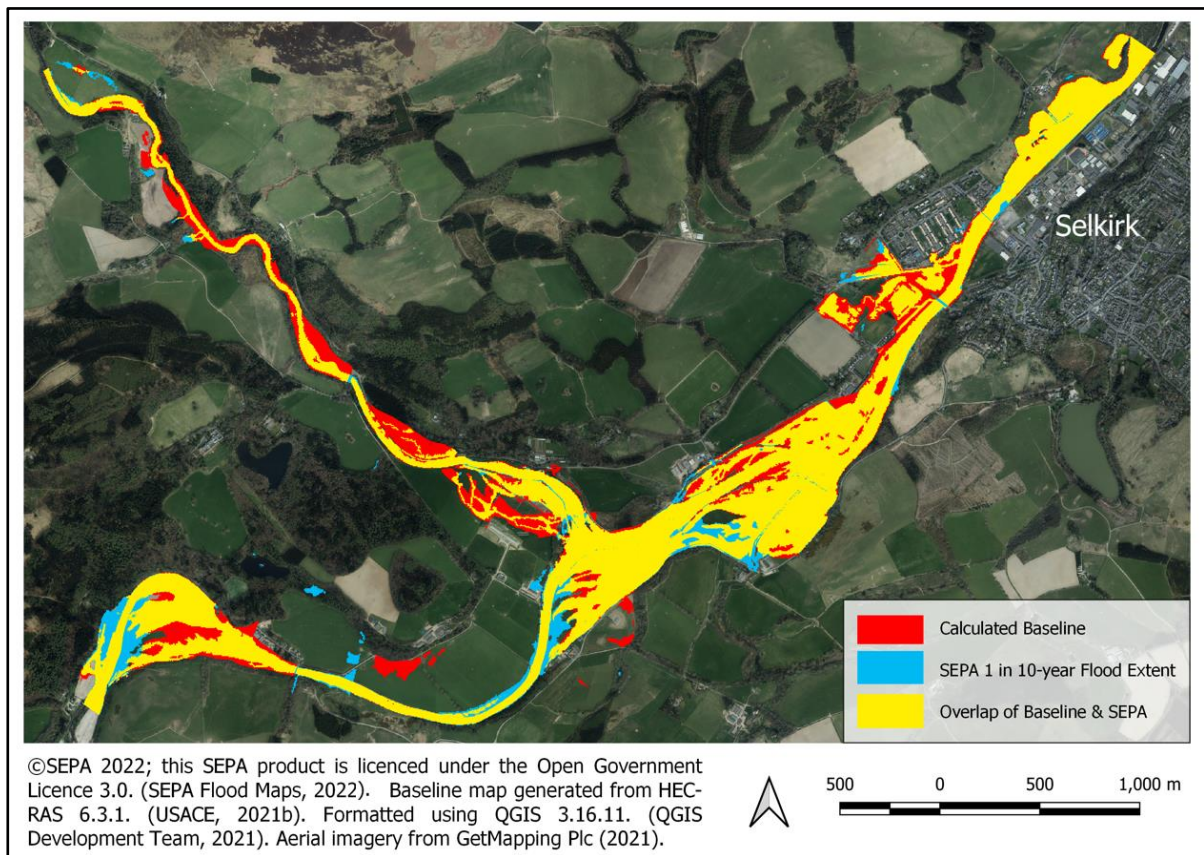 Selkirk
Calculated Baseline
SEPA 1 in 10-year Flood Extent
Overlap of Baseline & SEPA
©SEPA 2022; this SEPA product is licenced under the Open Government
Licence 3.0. (SEPA Flood Maps, 2022). Baseline map generated from HEC-
RAS 6.3.1. (USACE, 2021b). Formatted using QGIS 3.16.11. (QGIS
Development Team, 2021). Aerial imagery from GetMapping Plc (2021).
500 0 500 1,000 m